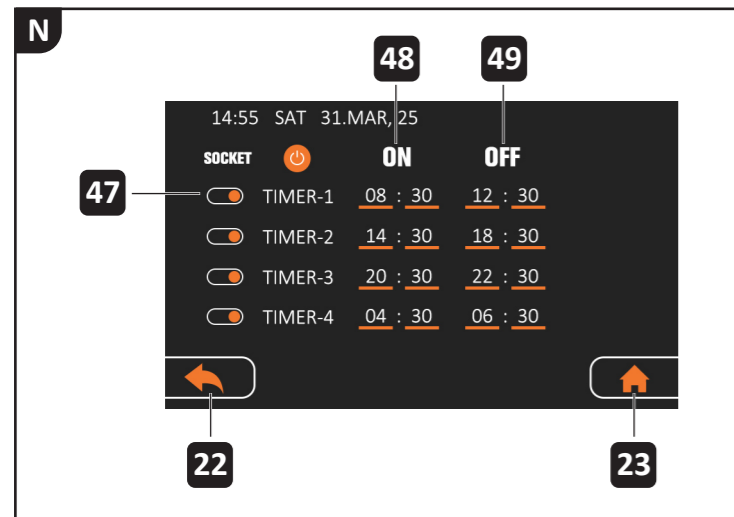 N
48 49
14:55 SAT 31.MAR, 25
SOCKET ON OFF
47
TIMER-1 08 : 30 12 : 30
TIMER-2 14 : 30 18 : 30
TIMER-3 20 : 30 22 : 30
TIMER-4 04 : 30 06 : 30
22 23